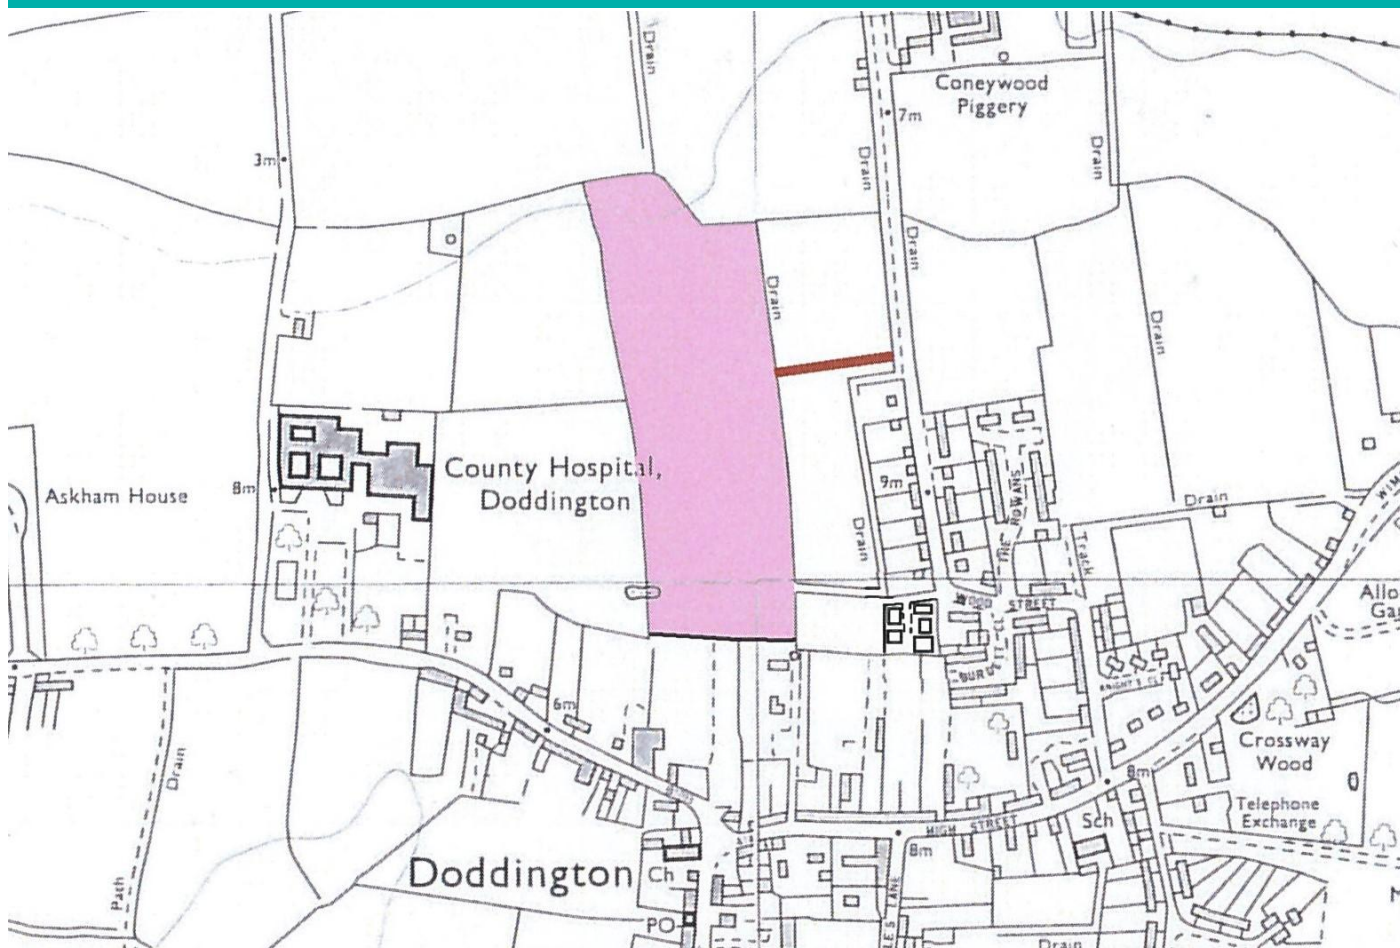 Drain
Coneywood
Piggery
7m
3m
Drain
Drain
Drain
Drain
Drain
County Hospital,
Doddington
Askham House
8m
9m
THE ROWANS
Drain
Drain
Track
WOOD STREET
BURDETT CL
KNIGHT'S CL
6m
Crossway
Wood
8m
Telephone
Exchange
Sch
HIGH STREET
8m
Drain
Path
Doddington
Ch
PO
Drain